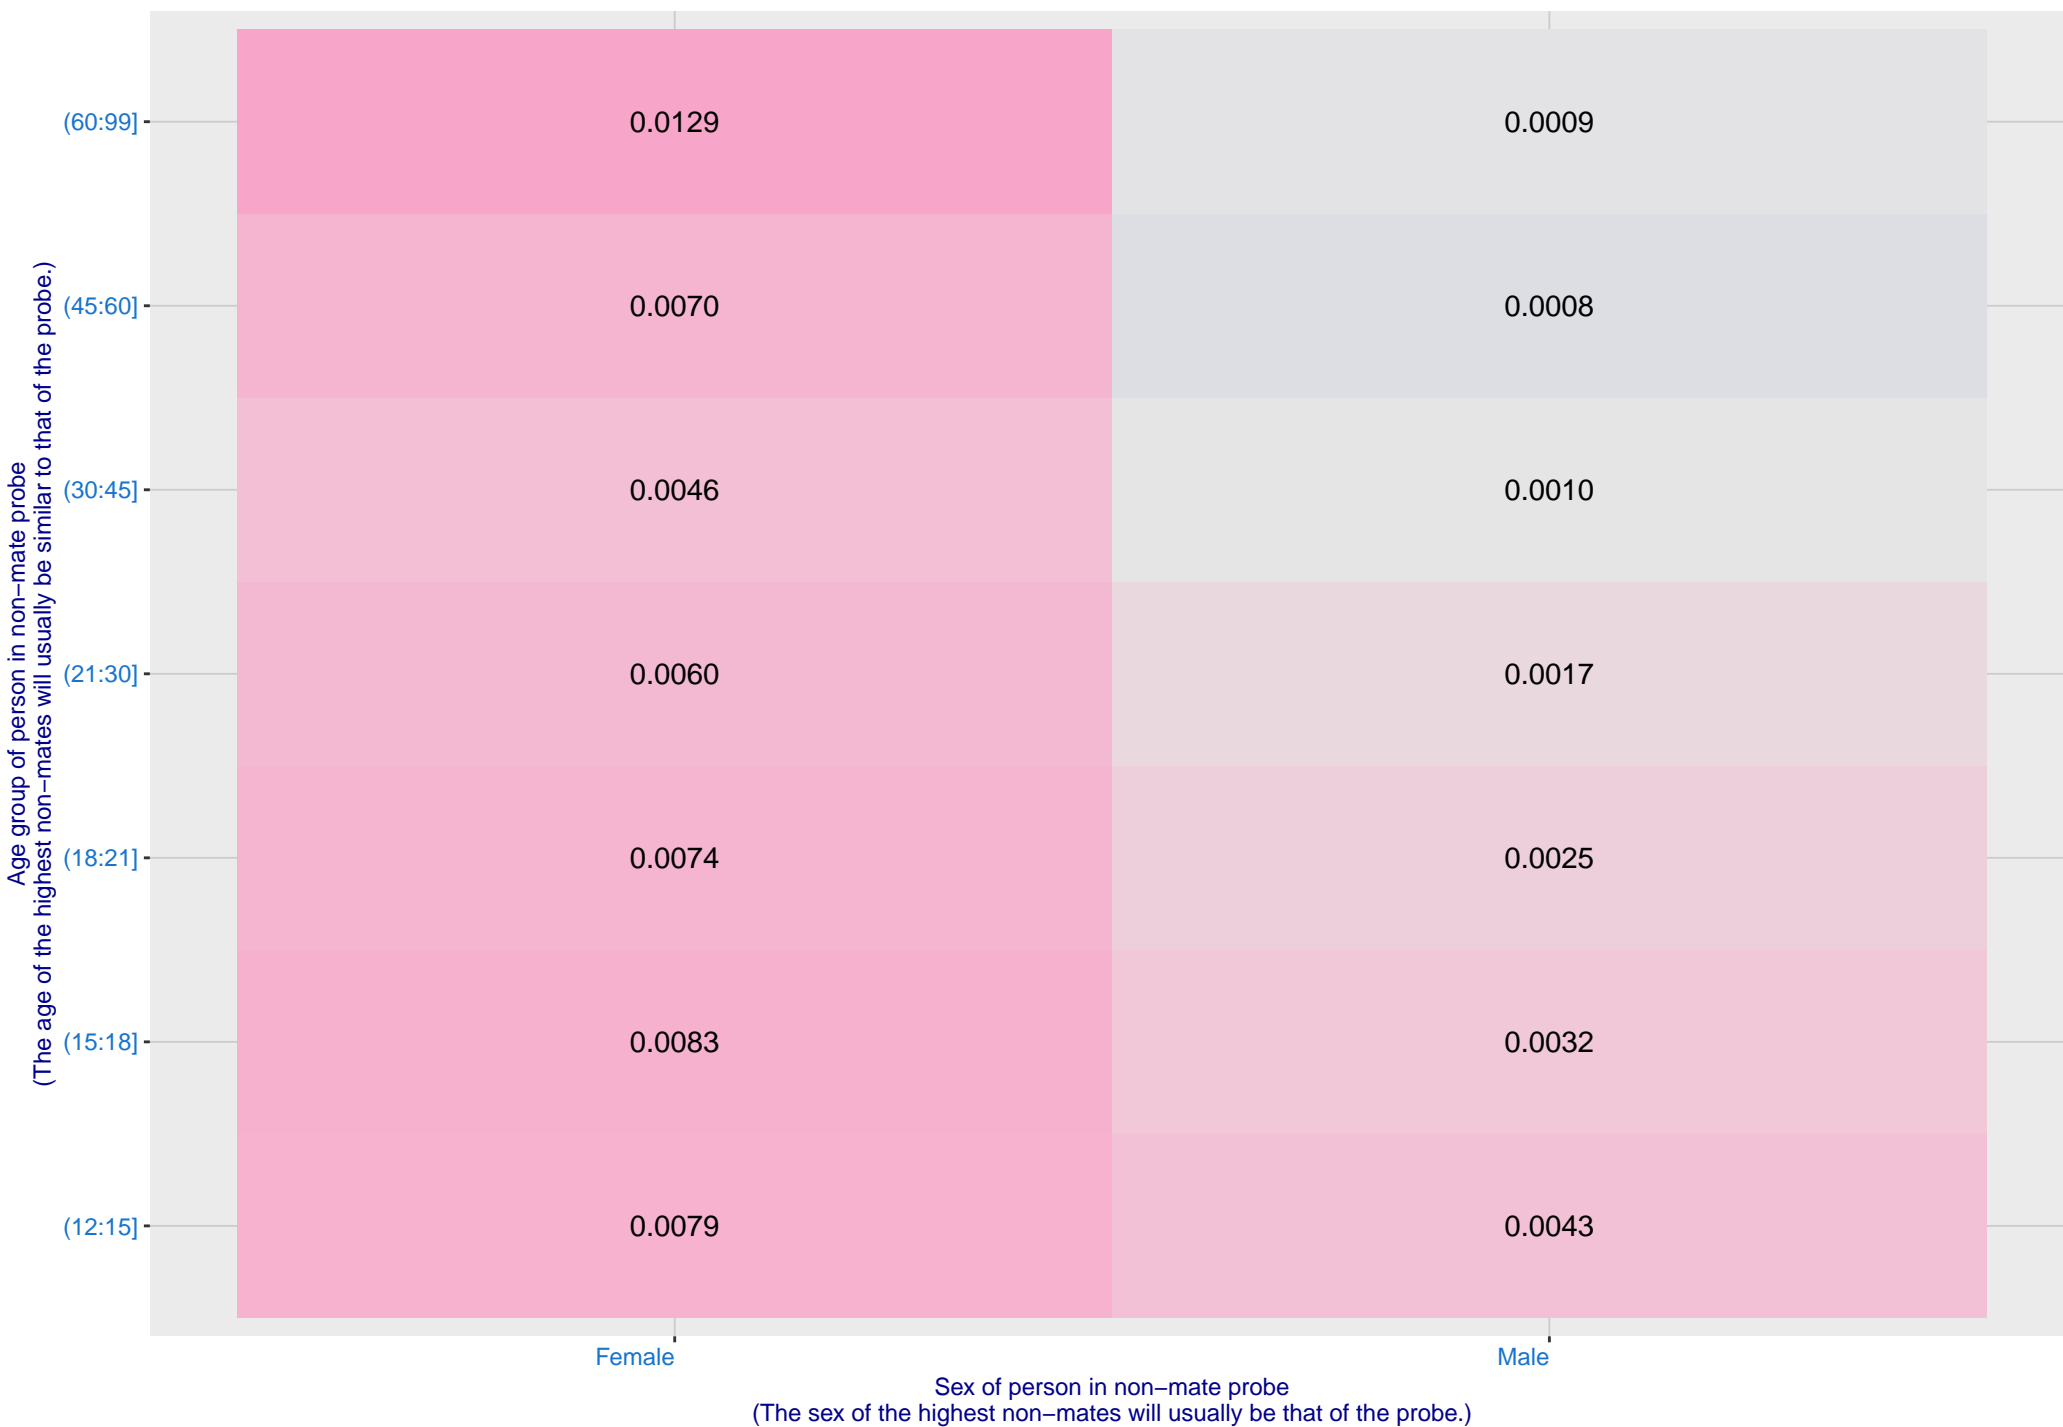 Age group of person in non−mate probe
(The age of the highest non−mates will usually be similar to that of the probe.)
(60:99] 0.0129 0.0009
(45:60] 0.0070 0.0008
(30:45] 0.0046 0.0010
(21:30] 0.0060 0.0017
(18:21] 0.0074 0.0025
(15:18] 0.0083 0.0032
(12:15] 0.0079 0.0043
Female Male
Sex of person in non−mate probe
(The sex of the highest non−mates will usually be that of the probe.)